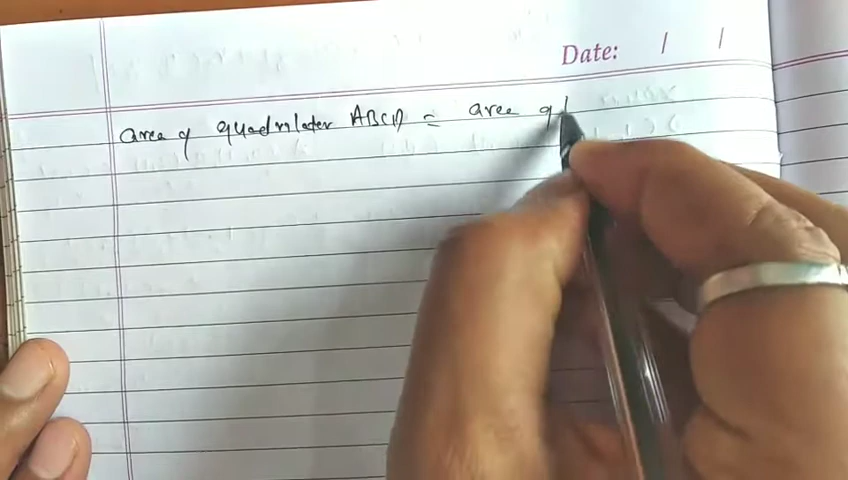 Date: / /
area of quadrilater ABCD = area of